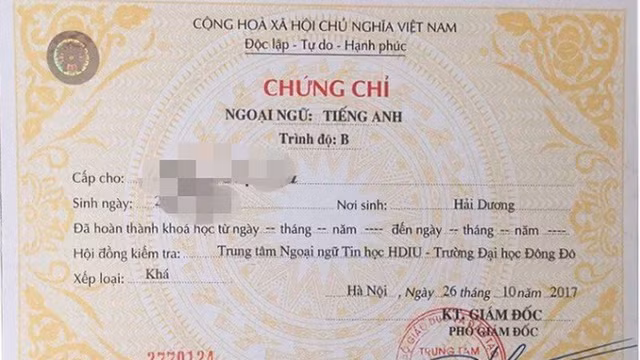 CỘNG HOÀ XÃ HỘI CHỦ NGHĨA VIỆT NAM
Độc lập - Tự do - Hạnh phúc
CHỨNG CHỈ
NGOẠI NGỮ: TIẾNG ANH
Trình độ: B
Cấp cho:
Sinh ngày: Nơi sinh: Hải Dương
Đã hoàn thành khoá học từ ngày -- tháng -- năm ---- đến ngày -- tháng -- năm ----
Hội đồng kiểm tra: Trung tâm Ngoại ngữ Tin học HDIU - Trường Đại học Đông Đô
Xếp loại: Khá
Hà Nội, Ngày 26 tháng 10 năm 2017
KT. GIÁM ĐỐC
PHÓ GIÁM ĐỐC
TRUNG TÂM